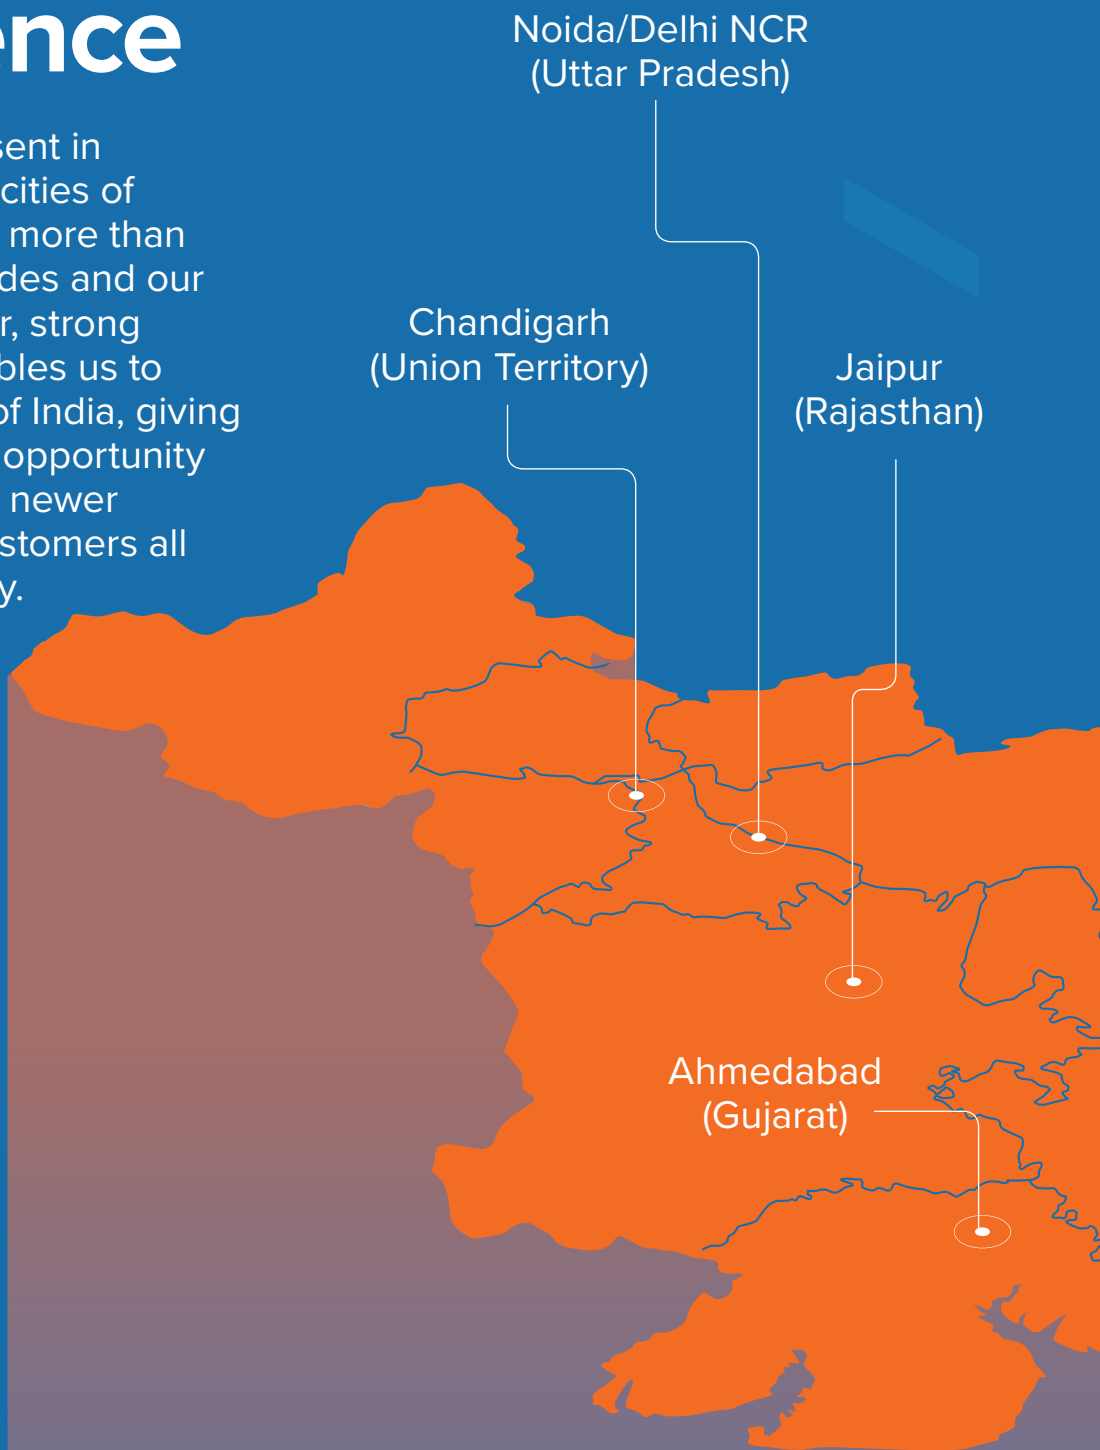 ence
sent in
cities of
more than
des and our
r, strong
bles us to
of India, giving
opportunity
newer
stomers all
y.
Noida/Delhi NCR
(Uttar Pradesh)
Chandigarh
(Union Territory)
Jaipur
(Rajasthan)
Ahmedabad
(Gujarat)